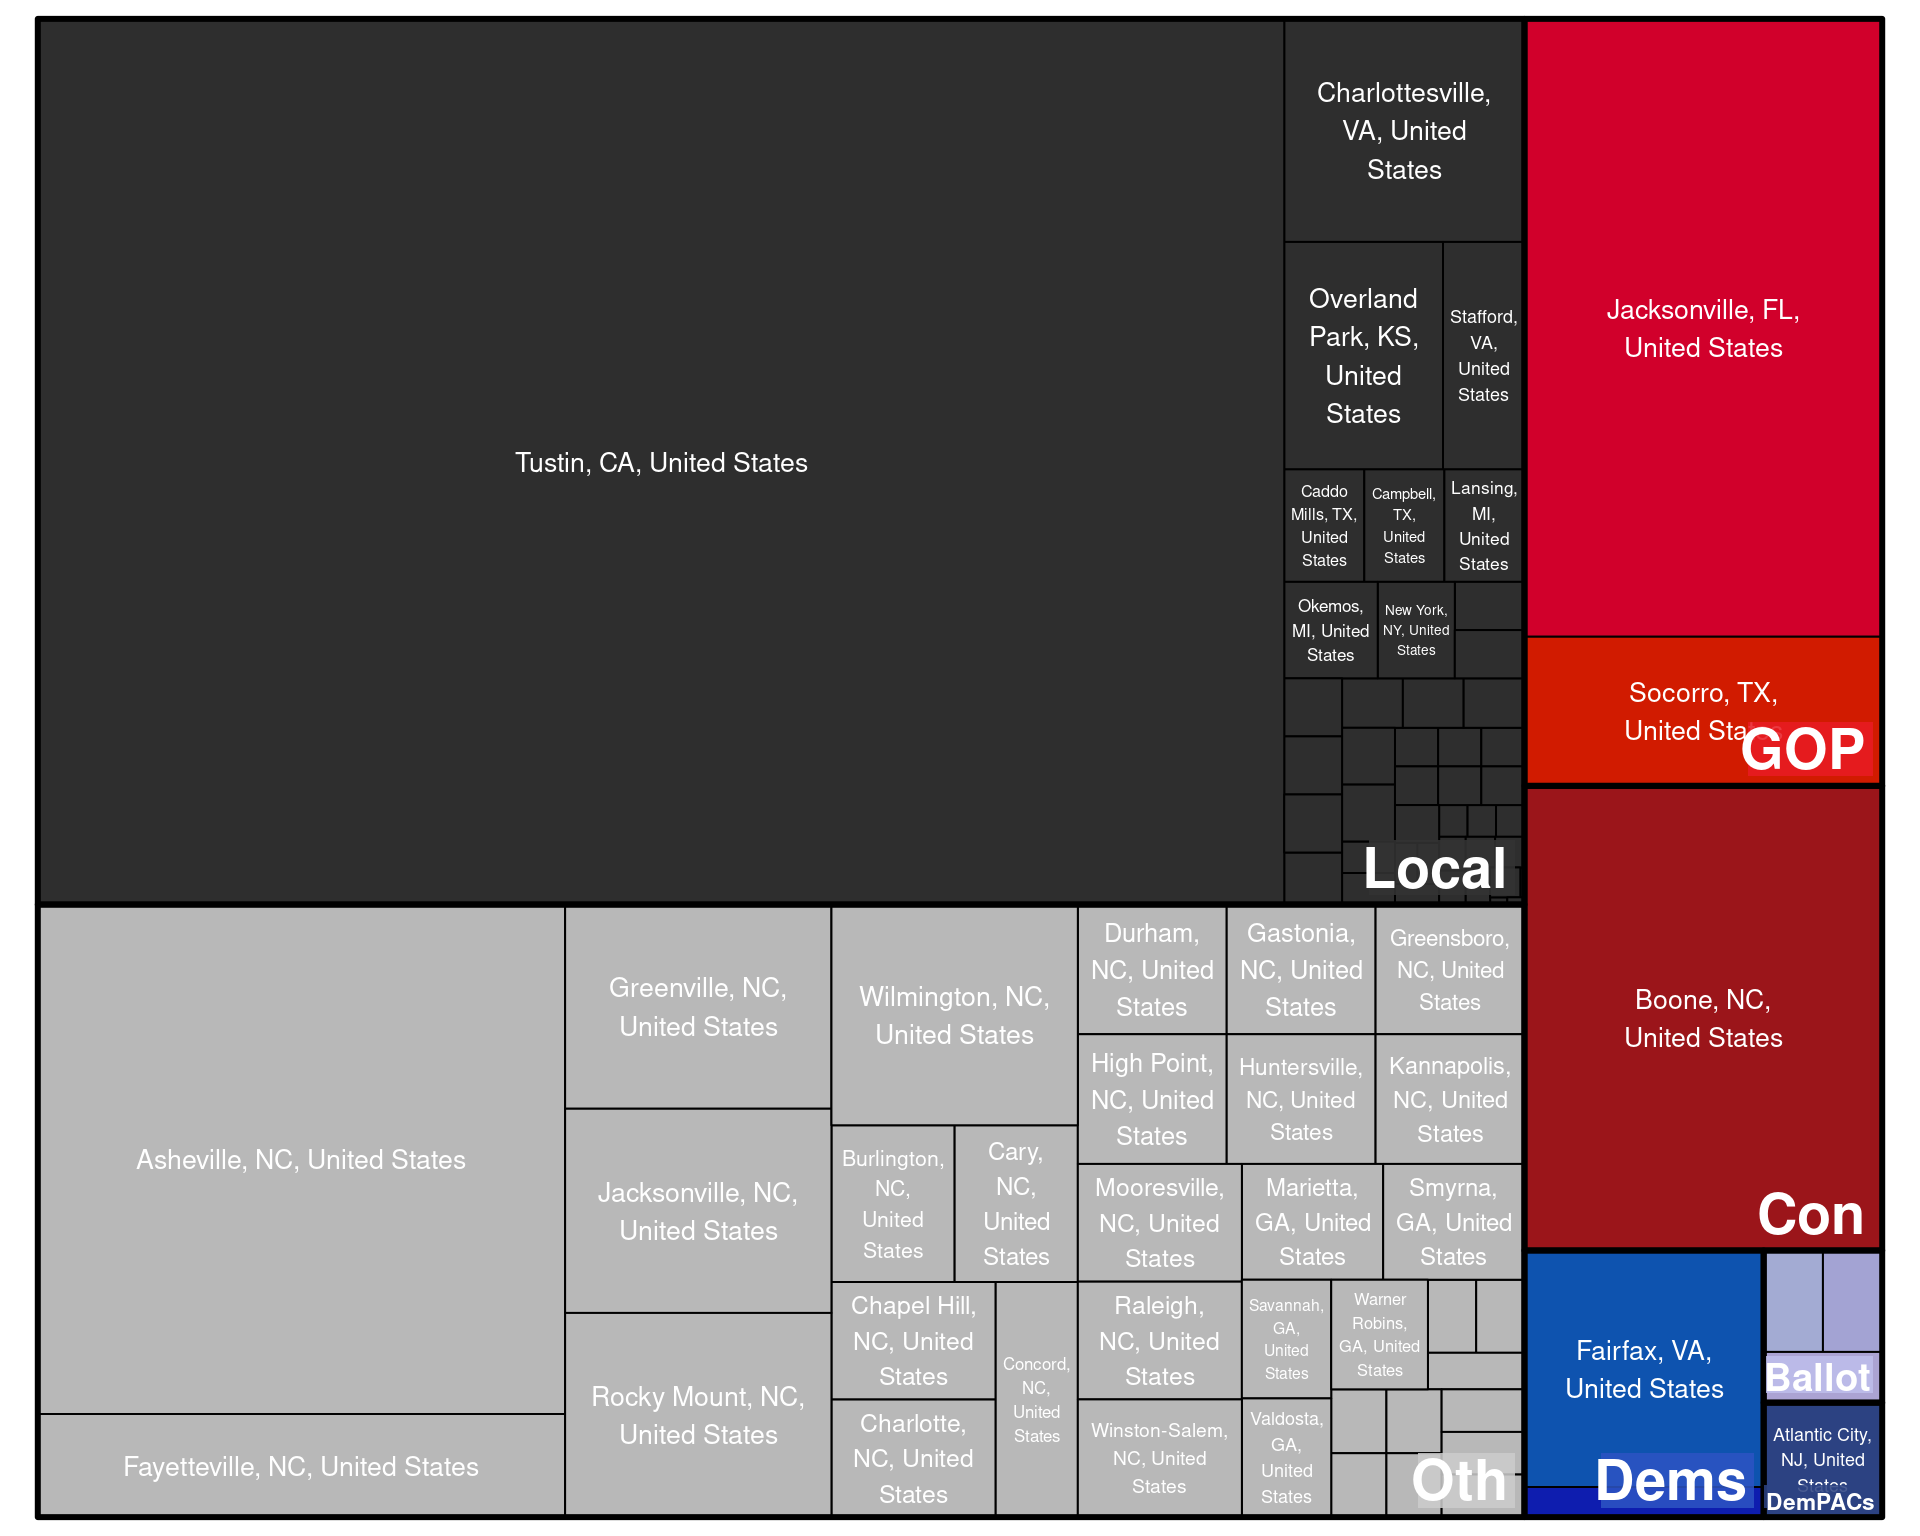 Tustin, CA, United States
Charlottesville,
VA, United
States
Overland
Park, KS,
United
States
Stafford,
VA,
United
States
Caddo
Mills, TX,
United
States
Campbell,
TX,
United
States
Lansing,
MI,
United
States
Okemos,
MI, United
States
New York,
NY, United
States
Local
Jacksonville, FL,
United States
Socorro, TX,
United States
GOP
Boone, NC,
United States
Con
Asheville, NC, United States
Fayetteville, NC, United States
Greenville, NC,
United States
Jacksonville, NC,
United States
Rocky Mount, NC,
United States
Wilmington, NC,
United States
Burlington,
NC,
United
States
Cary,
NC,
United
States
Chapel Hill,
NC, United
States
Charlotte,
NC, United
States
Concord,
NC,
United
States
Durham,
NC, United
States
Gastonia,
NC, United
States
Greensboro,
NC, United
States
High Point,
NC, United
States
Huntersville,
NC, United
States
Kannapolis,
NC, United
States
Mooresville,
NC, United
States
Marietta,
GA, United
States
Smyrna,
GA, United
States
Raleigh,
NC, United
States
Winston-Salem,
NC, United
States
Savannah,
GA,
United
States
Warner
Robins,
GA, United
States
Valdosta,
GA,
United
States
Oth
Fairfax, VA,
United States
Dems
Ballot
Atlantic City,
NJ, United
States
DemPACs